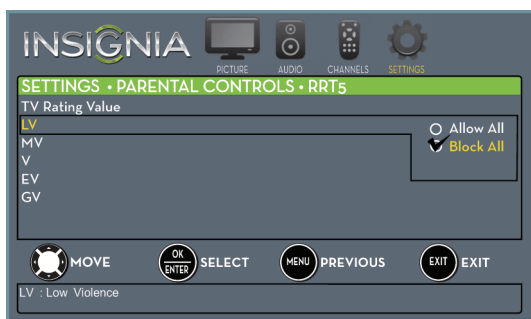 INSIGNIA
PICTURE AUDIO CHANNELS SETTINGS
SETTINGS • PARENTAL CONTROLS • RRT5
TV Rating Value
LV
Allow All
MV
Block All
V
EV
GV
MOVE OK ENTER SELECT MENU PREVIOUS EXIT EXIT
LV : Low Violence